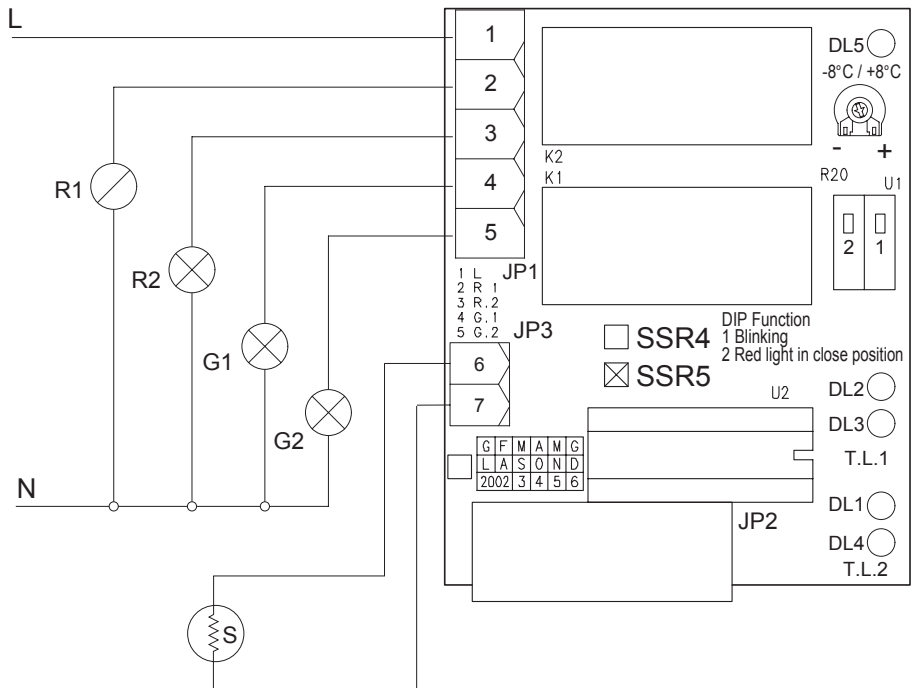 L
1
2
3
4
5
R1
R2
G1
G2
N
S
JP1
1 L
2 R 1
3 R.2
4 G.1
5 G.2
JP3
6
7
K2
K1
DL5
-8°C / +8°C
- +
R20
U1
2 1
SSR4
SSR5
DIP Function
1 Blinking
2 Red light in close position
U2
DL2
DL3
T.L.1
DL1
DL4
T.L.2
G F M A M G
L A S O N D
2002 3 4 5 6
JP2